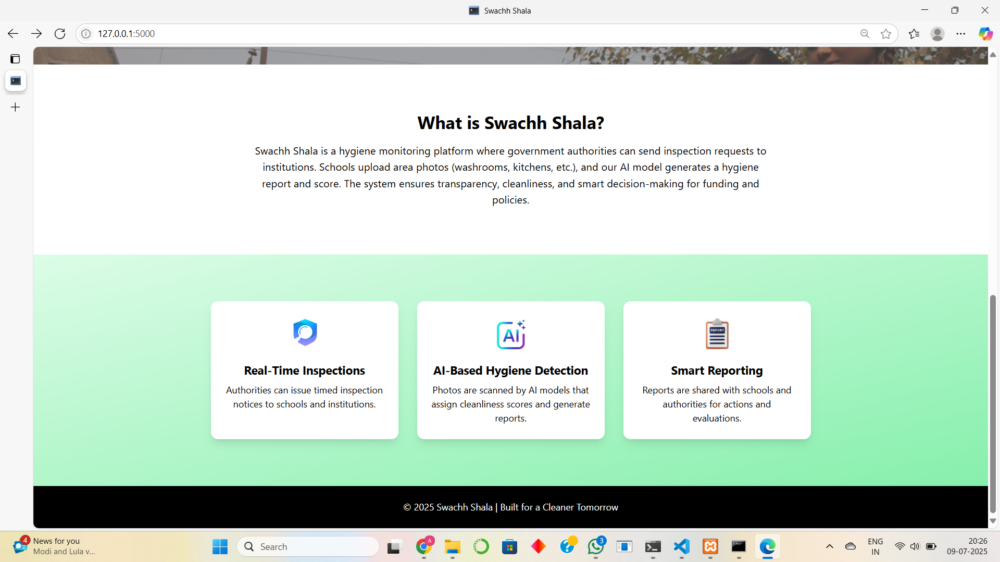 Swachh Shala
127.0.0.1:5000
What is Swachh Shala?
Swachh Shala is a hygiene monitoring platform where government authorities can send inspection requests to
institutions. Schools upload area photos (washrooms, kitchens, etc.), and our AI model generates a hygiene
report and score. The system ensures transparency, cleanliness, and smart decision-making for funding and
policies.
AI
REPORT
Real-Time Inspections
Authorities can issue timed inspection
notices to schools and institutions.
AI-Based Hygiene Detection
Photos are scanned by AI models that
assign cleanliness scores and generate
reports.
Smart Reporting
Reports are shared with schools and
authorities for actions and
evaluations.
© 2025 Swachh Shala | Built for a Cleaner Tomorrow
4
News for you
Modi and Lula v...
Search
A
3
ENG
IN
20:26
09-07-2025